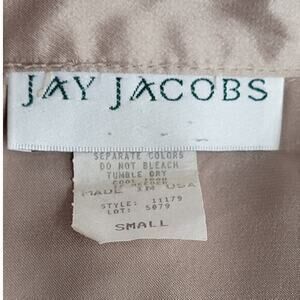 JAY JACOBS
SEPARATE COLORS
DO NOT BLEACH
TUMBLE DRY
COOL IRON
NEEDED
MADE IN USA
STYLE: 11179
LOT: 5079
SMALL